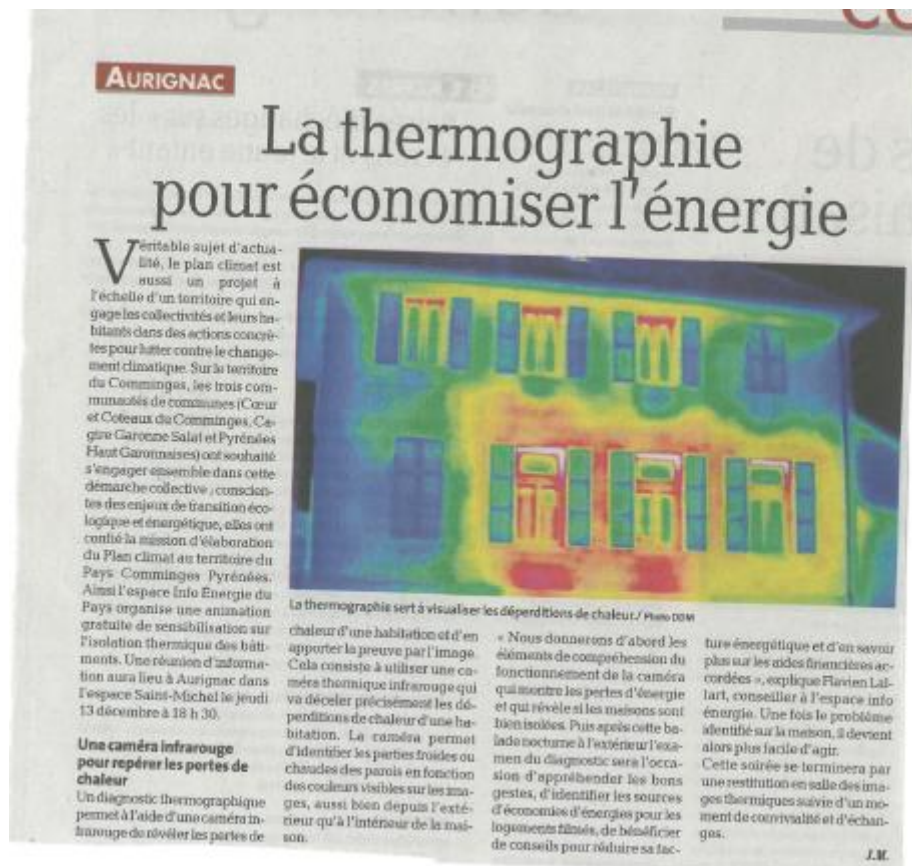 AURIGNAC
La thermographie
pour économiser l'énergie
Véritable sujet d'actua-
lité, le plan climat est
aussi un projet à
l'échelle d'un territoire qui en-
gage les collectivités et leurs ha-
bitants dans des actions concrè-
tes pour lutter contre le change-
ment climatique. Sur le territoire
du Comminges, les trois com-
munautés de communes (Cœur
et Coteaux du Comminges, Ca-
gire Garonne Salat et Pyrénées
Haut Garonnaises) ont souhaité
s'engager ensemble dans cette
démarche collective, conscien-
tes des enjeux de transition éco-
logique et énergétique, elles ont
confié la mission d'élaboration
du Plan climat au territoire du
Pays Comminges Pyrénées.
Ainsi l'espace Info Energie du
Pays organise une animation
gratuite de sensibilisation sur
l'isolation thermique des bâti-
ments. Une réunion d'informa-
tion aura lieu à Aurignac dans
l'espace Saint-Michel le jeudi
13 décembre à 18 h 30.
Une caméra infrarouge
pour repérer les pertes de
chaleur
Un diagnostic thermographique
permet à l'aide d'une caméra in-
frarouge de révéler les pertes de
La thermographie sert à visualiser les déperditions de chaleur./ Photo DDM
chaleur d'une habitation et d'en
apporter la preuve par l'image.
Cela consiste à utiliser une ca-
méra thermique infrarouge qui
va déceler précisément les dé-
perditions de chaleur d'une ha-
bitation. La caméra permet
d'identifier les parties froides ou
chaudes des parois en fonction
des couleurs visibles sur les ima-
ges, aussi bien depuis l'exté-
rieur qu'à l'intérieur de la mai-
son.
« Nous donnerons d'abord les
éléments de compréhension du
fonctionnement de la caméra
qui montre les pertes d'énergie
et qui révèle si les maisons sont
bien isolées. Puis après cette ba-
lade nocturne à l'extérieur l'exa-
men du diagnostic sera l'occa-
sion d'appréhender les bons
gestes, d'identifier les sources
d'économies d'énergies pour les
logements filmés, de bénéficier
de conseils pour réduire sa fac-
ture énergétique et d'en savoir
plus sur les aides financières ac-
cordées », explique Flavien Lal-
lart, conseiller à l'espace info
énergie. Une fois le problème
identifié sur la maison, il devient
alors plus facile d'agir.
Cette soirée se terminera par
une restitution en salle des ima-
ges thermiques suivie d'un mo-
ment de convivialité et d'échan-
ges.